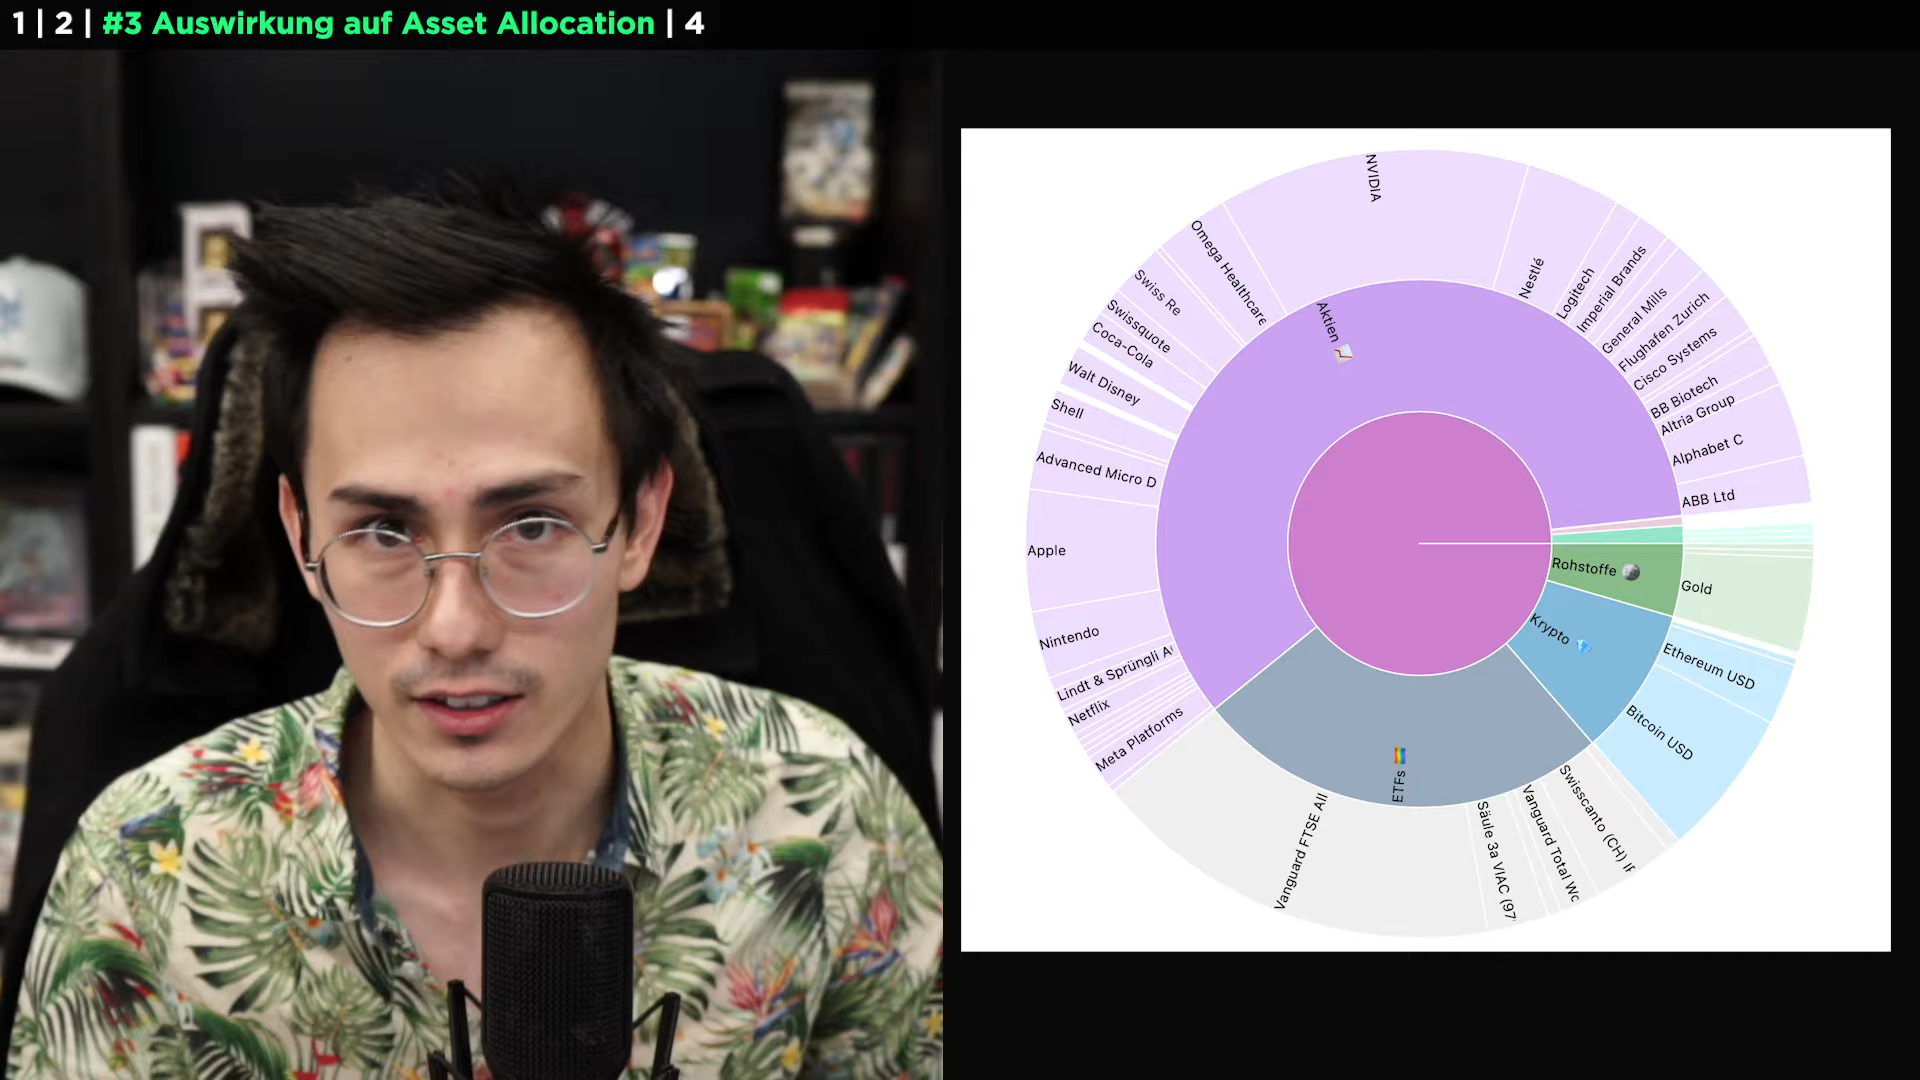 1 | 2 | #3 Auswirkung auf Asset Allocation | 4
NVIDIA
Nestlé
Logitech
Imperial Brands
General Mills
Flughafen Zurich
Cisco Systems
BB Biotech
Altria Group
Alphabet C
ABB Ltd
Gold
Ethereum USD
Bitcoin USD
Swisscanto (CH) IF
Vanguard Total Wo
Säule 3a VIAC (97
Vanguard FTSE All
Meta Platforms
Netflix
Lindt & Sprüngli A
Nintendo
Apple
Advanced Micro D
Shell
Walt Disney
Coca-Cola
Swissquote
Swiss Re
Omega Healthcare
Aktien 📈
Rohstoffe 🪨
Krypto 💎
ETFs 🏳️‍🌈